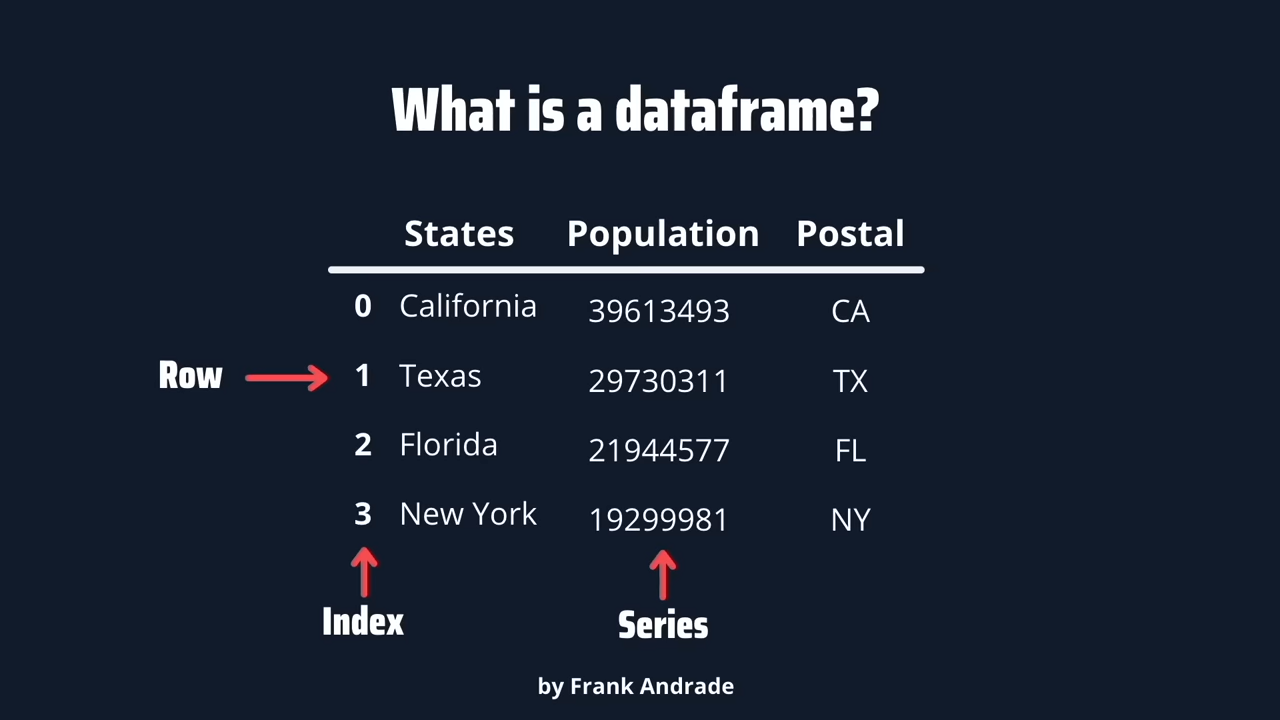 What is a dataframe?
States Population Postal
0 California 39613493 CA
Row 1 Texas 29730311 TX
2 Florida 21944577 FL
3 New York 19299981 NY
Index Series
by Frank Andrade